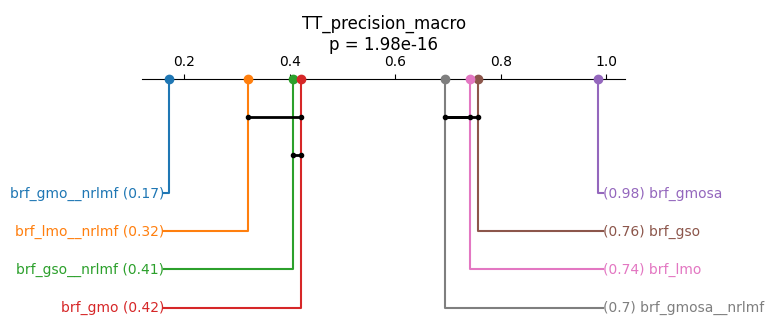 TT_precision_macro
p = 1.98e-16
0.2 0.4 0.6 0.8 1.0
brf_gmo__nrlmf (0.17)
(0.98) brf_gmosa
brf_lmo__nrlmf (0.32)
(0.76) brf_gso
brf_gso__nrlmf (0.41)
(0.74) brf_lmo
brf_gmo (0.42)
(0.7) brf_gmosa__nrlmf